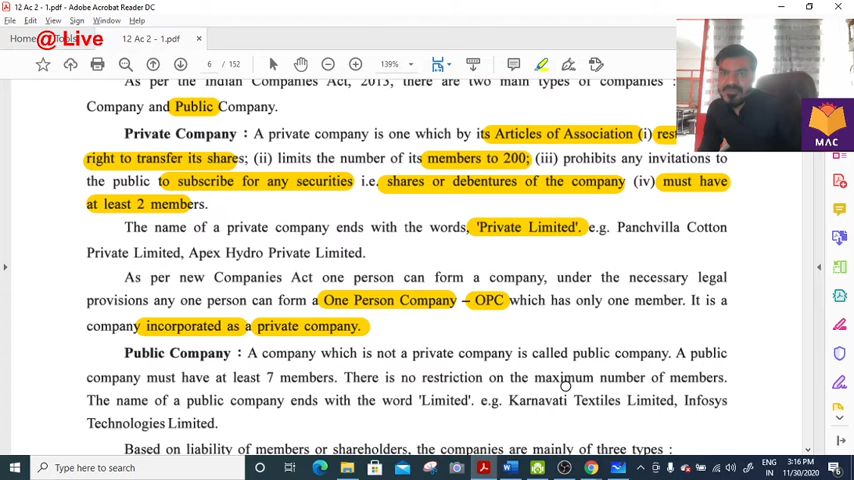 12 Ac 2 - 1.pdf - Adobe Acrobat Reader DC
File Edit View Sign Window Help
Home Tools 12 Ac 2 - 1.pdf ×
@ Live
6 / 152 139%
As per the Indian Companies Act, 2013, there are two main types of companies :
Company and Public Company.
Private Company : A private company is one which by its Articles of Association (i) rest
right to transfer its shares; (ii) limits the number of its members to 200; (iii) prohibits any invitations to
the public to subscribe for any securities i.e. shares or debentures of the company (iv) must have
at least 2 members.
The name of a private company ends with the words, 'Private Limited'. e.g. Panchvilla Cotton
Private Limited, Apex Hydro Private Limited.
As per new Companies Act one person can form a company, under the necessary legal
provisions any one person can form a One Person Company – OPC which has only one member. It is a
company incorporated as a private company.
Public Company : A company which is not a private company is called public company. A public
company must have at least 7 members. There is no restriction on the maximum number of members.
The name of a public company ends with the word 'Limited'. e.g. Karnavati Textiles Limited, Infosys
Technologies Limited.
Based on liability of members or shareholders, the companies are mainly of three types :
MAC
Type here to search
ENG
IN
3:16 PM
11/30/2020
6